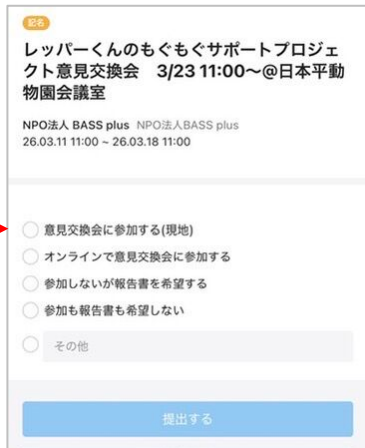 記名
レッパーくんのもぐもぐサポートプロジェ
クト意見交換会　3/23 11:00〜@日本平動
物園会議室
NPO法人 BASS plus NPO法人BASS plus
26.03.11 11:00 ~ 26.03.18 11:00
意見交換会に参加する(現地)
オンラインで意見交換会に参加する
参加しないが報告書を希望する
参加も報告書も希望しない
その他
提出する